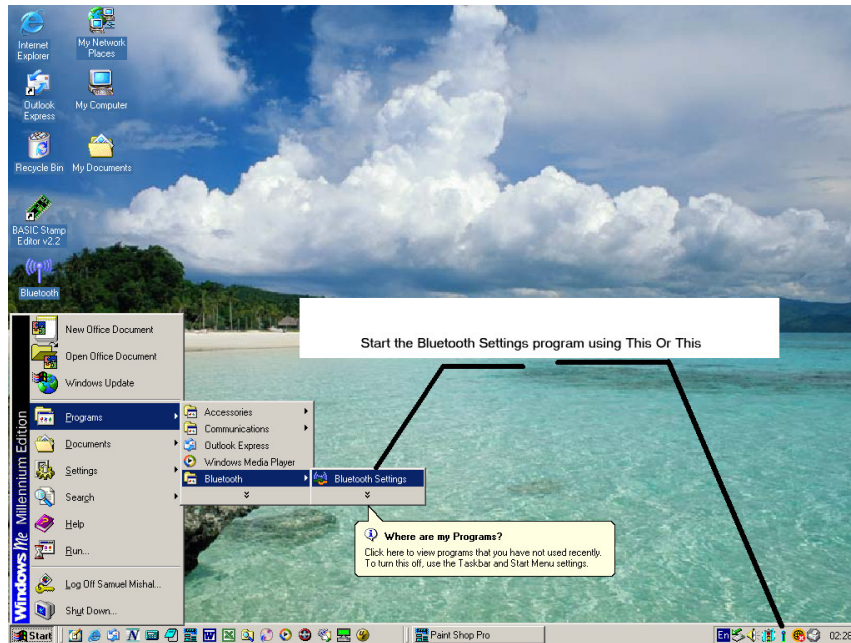 Internet
Explorer
My Network
Places
Outlook
Express
My Computer
Recycle Bin
My Documents
BASIC Stamp
Editor v2.2
Bluetooth
Start the Bluetooth Settings program using This Or This
Windows Me Millennium Edition
New Office Document
Open Office Document
Windows Update
Programs
Documents
Settings
Search
Help
Run...
Log Off Samuel Mishal...
Shut Down...
Accessories
Communications
Outlook Express
Windows Media Player
Bluetooth
Bluetooth Settings
Where are my Programs?
Click here to view programs that you have not used recently.
To turn this off, use the Taskbar and Start Menu settings.
Start
Paint Shop Pro
En